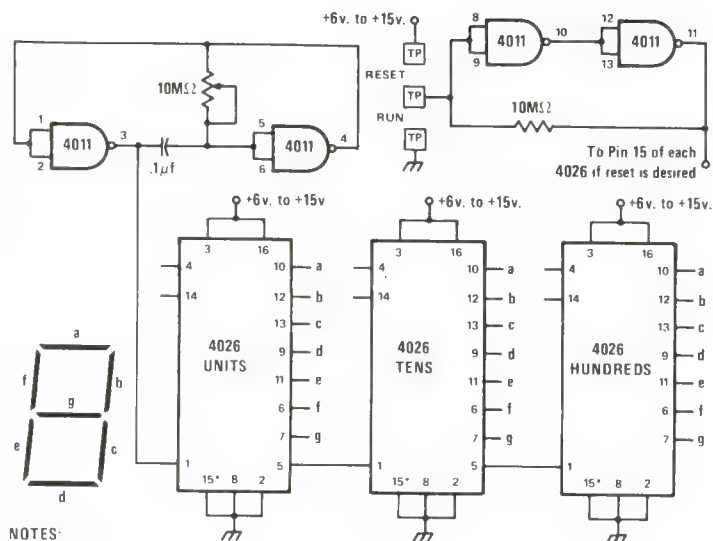 +6v. to +15v.
TP
RESET
TP
RUN
TP
8
9
4011
10
12
13
4011
11
10MΩ
To Pin 15 of each
4026 if reset is desired
10MΩ
1
2
4011
3
.1µf
5
6
4011
4
+6v. to +15v
3
16
4
14
10
a
12
b
13
c
9
d
11
e
6
f
7
g
4026
UNITS
1
5
15*
8
2
+6v. to +15v.
3
16
4
14
10
a
12
b
13
c
9
d
11
e
6
f
7
g
4026
TENS
1
5
15*
8
2
+6v. to +15v.
3
16
4
14
10
a
12
b
13
c
9
d
11
e
6
f
7
g
4026
HUNDREDS
1
15*
8
2
a
f
b
g
e
c
d
NOTES: